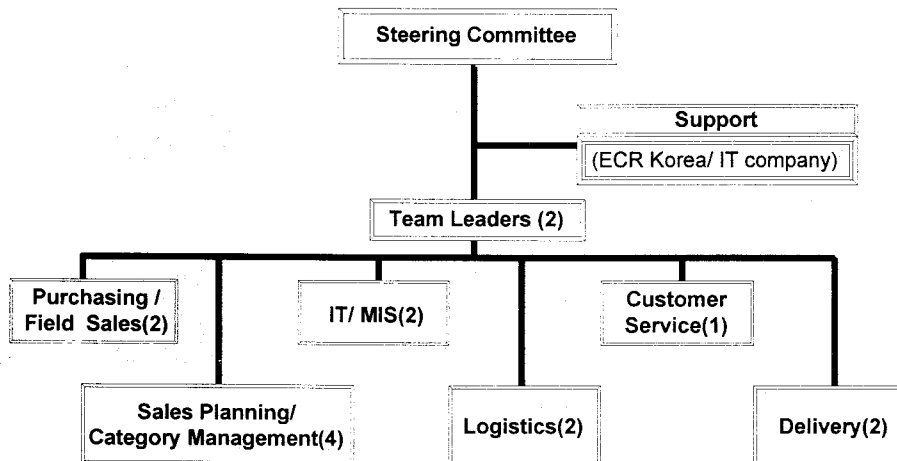 Steering Committee
Support
(ECR Korea/ IT company)
Team Leaders (2)
Purchasing /
Field Sales(2)
IT/ MIS(2)
Customer
Service(1)
Sales Planning/
Category Management(4)
Logistics(2)
Delivery(2)